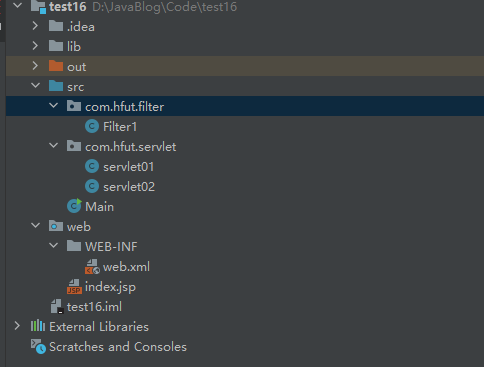 test16 D:\JavaBlog\Code\test16
.idea
lib
out
src
com.hfut.filter
Filter1
com.hfut.servlet
servlet01
servlet02
Main
web
WEB-INF
web.xml
index.jsp
test16.iml
External Libraries
Scratches and Consoles